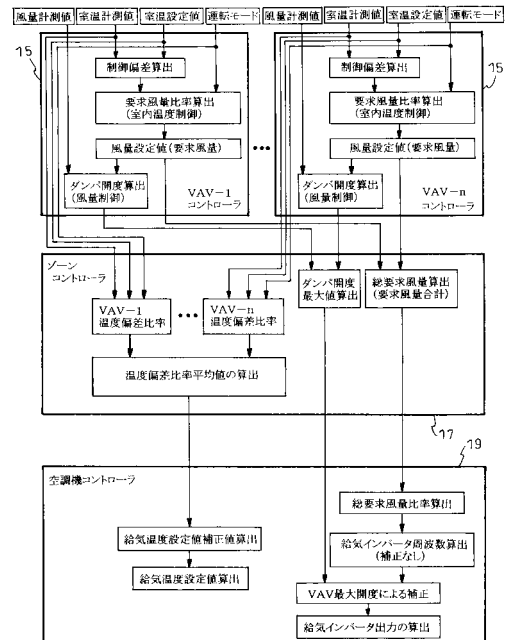 風量計測値 室温計測値 室温設定値 運転モード 風量計測値 室温計測値 室温設定値 運転モード
15
制御偏差算出
要求風量比率算出
(室内温度制御)
風量設定値(要求風量)
ダンパ開度算出
(風量制御)
VAV-1
コントローラ
•••
15
制御偏差算出
要求風量比率算出
(室内温度制御)
風量設定値(要求風量)
ダンパ開度算出
(風量制御)
VAV-n
コントローラ
ゾーン
コントローラ
VAV-1
温度偏差比率
•••
VAV-n
温度偏差比率
ダンパ開度
最大値算出
総要求風量算出
(要求風量合計)
温度偏差比率平均値の算出
17
19
空調機コントローラ
総要求風量比率算出
給気温度設定値補正値算出
給気インバータ周波数算出
(補正なし)
給気温度設定値算出
VAV最大開度による補正
給気インバータ出力の算出